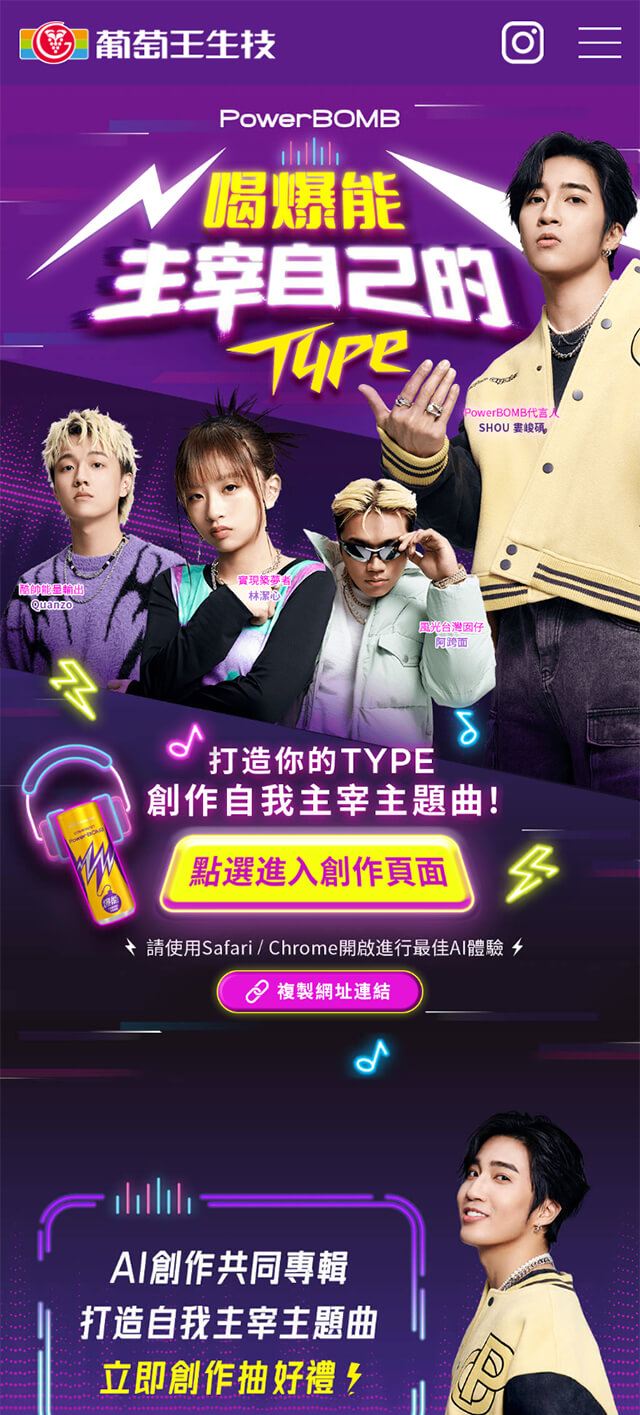 葡萄王生技
PowerBOMB
喝爆能
主宰自己的
TYPE
PowerBOMB代言人
SHOU 婁峻碩
酷帥能量輸出
Quanzo
實現築夢者
林潔心
風光台灣囡仔
阿跨面
打造你的TYPE
創作自我主宰主題曲!
PowerBOMB
點選進入創作頁面
請使用Safari / Chrome開啟進行最佳AI體驗
複製網址連結
AI創作共同專輯
打造自我主宰主題曲
立即創作抽好禮